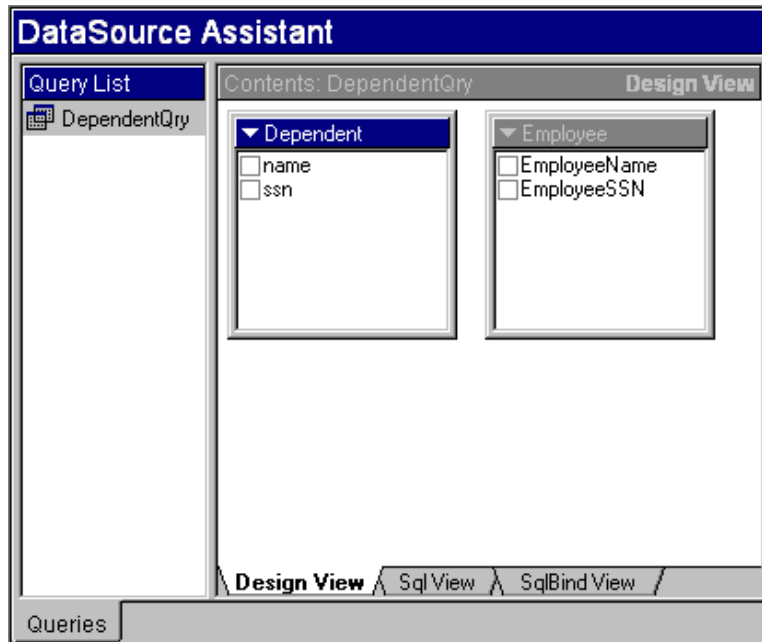 DataSource Assistant
Query List
DependentQry
Contents: DependentQry Design View
Dependent
name
ssn
Employee
EmployeeName
EmployeeSSN
Design View Sql View SqlBind View
Queries